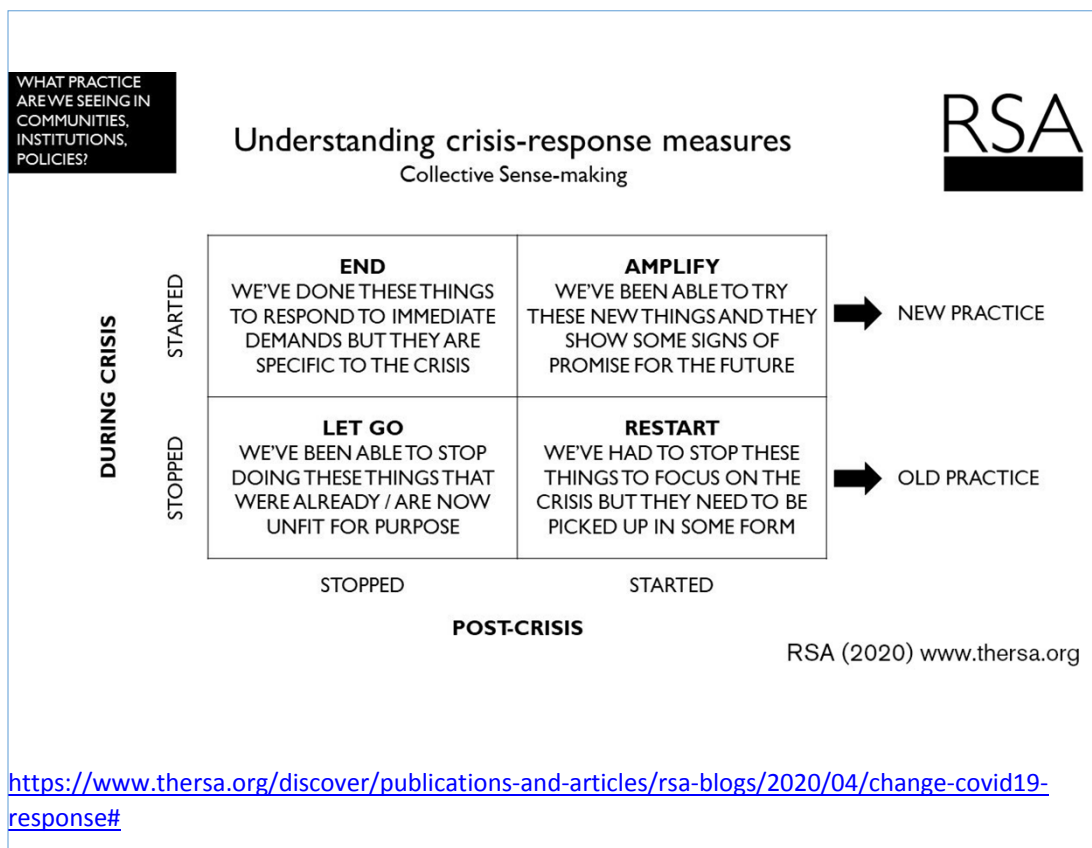 WHAT PRACTICE
ARE WE SEEING IN
COMMUNITIES,
INSTITUTIONS,
POLICIES?
Understanding crisis-response measures
Collective Sense-making
RSA
DURING CRISIS
STARTED
END
WE'VE DONE THESE THINGS
TO RESPOND TO IMMEDIATE
DEMANDS BUT THEY ARE
SPECIFIC TO THE CRISIS
AMPLIFY
WE'VE BEEN ABLE TO TRY
THESE NEW THINGS AND THEY
SHOW SOME SIGNS OF
PROMISE FOR THE FUTURE
NEW PRACTICE
STOPPED
LET GO
WE'VE BEEN ABLE TO STOP
DOING THESE THINGS THAT
WERE ALREADY / ARE NOW
UNFIT FOR PURPOSE
RESTART
WE'VE HAD TO STOP THESE
THINGS TO FOCUS ON THE
CRISIS BUT THEY NEED TO BE
PICKED UP IN SOME FORM
OLD PRACTICE
STOPPED
STARTED
POST-CRISIS
RSA (2020) www.thersa.org
https://www.thersa.org/discover/publications-and-articles/rsa-blogs/2020/04/change-covid19-
response#